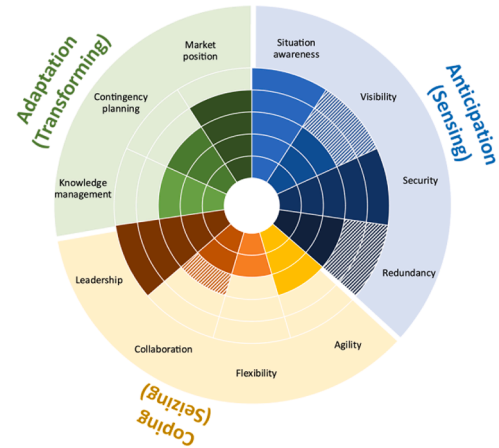 Adaptation
(Transforming)
Market
position
Contingency
planning
Knowledge
management
Situation
awareness
Visibility
Security
Redundancy
Anticipation
(Sensing)
Leadership
Collaboration
Flexibility
Agility
Coping
(Seizing)